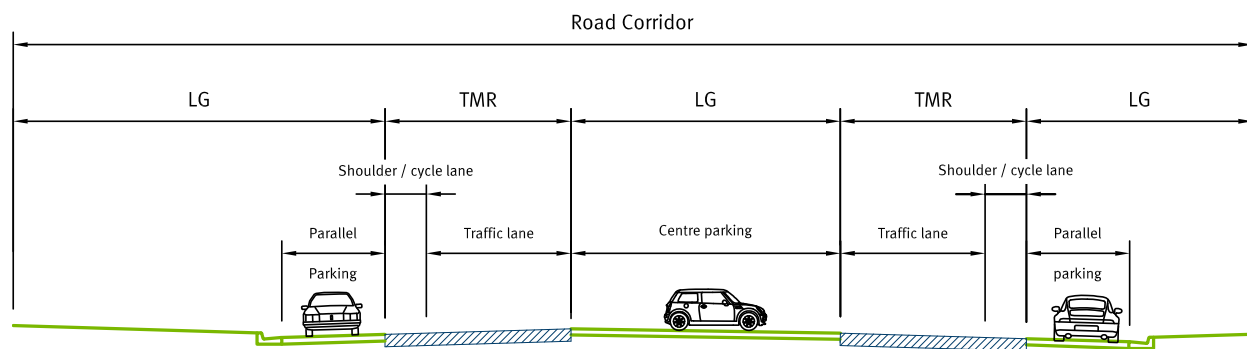 Road Corridor
LG
TMR
LG
TMR
LG
Shoulder / cycle lane
Shoulder / cycle lane
Parallel
Parking
Traffic lane
Centre parking
Traffic lane
Parallel
parking